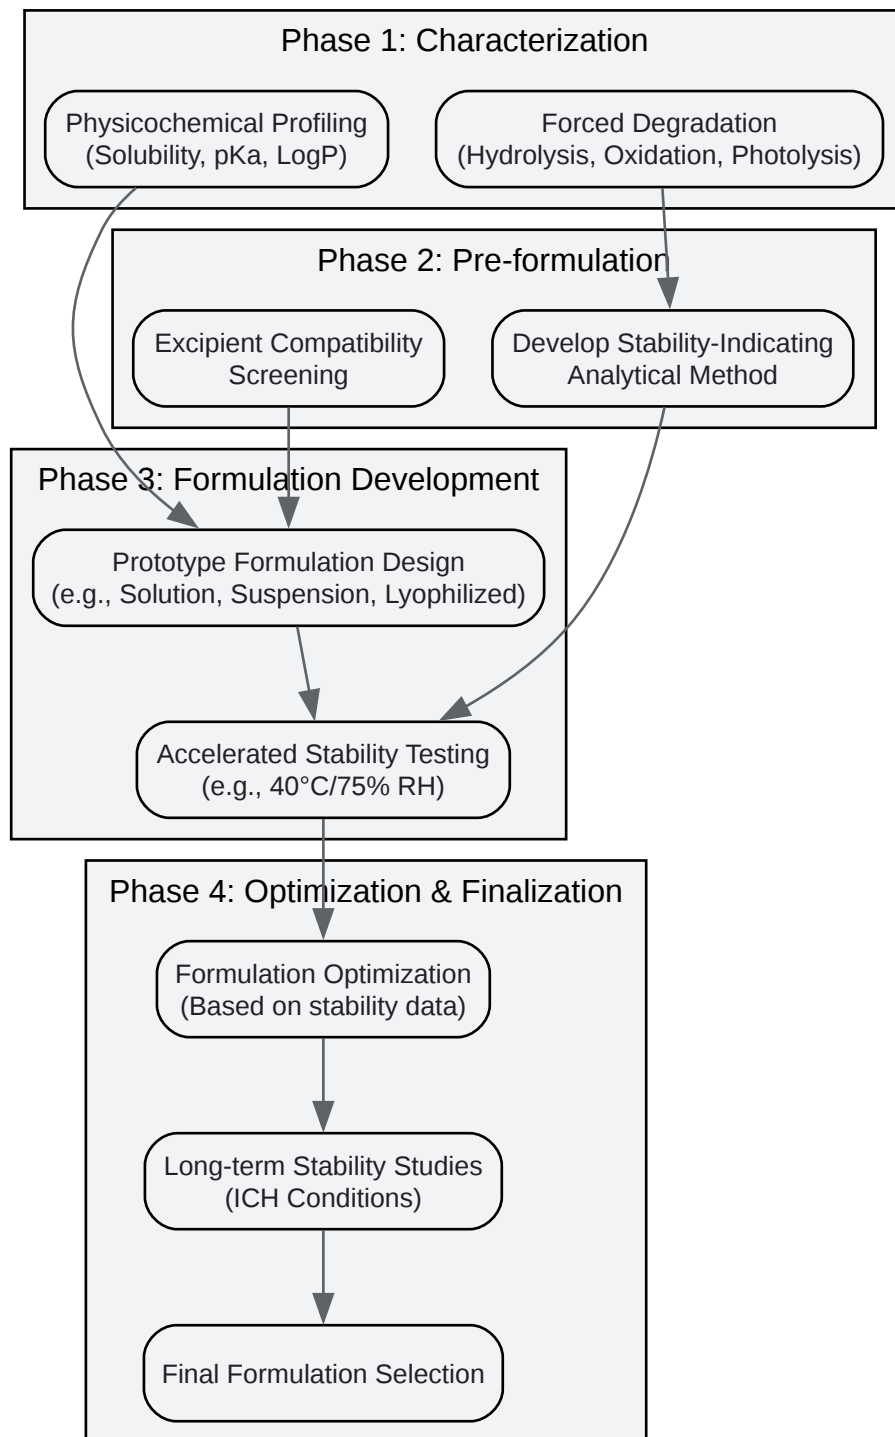 Phase 1: Characterization
Physicochemical Profiling
(Solubility, pKa, LogP)
Forced Degradation
(Hydrolysis, Oxidation, Photolysis)
Phase 2: Pre-formulation
Excipient Compatibility
Screening
Develop Stability-Indicating
Analytical Method
Phase 3: Formulation Development
Prototype Formulation Design
(e.g., Solution, Suspension, Lyophilized)
Accelerated Stability Testing
(e.g., 40°C/75% RH)
Phase 4: Optimization & Finalization
Formulation Optimization
(Based on stability data)
Long-term Stability Studies
(ICH Conditions)
Final Formulation Selection